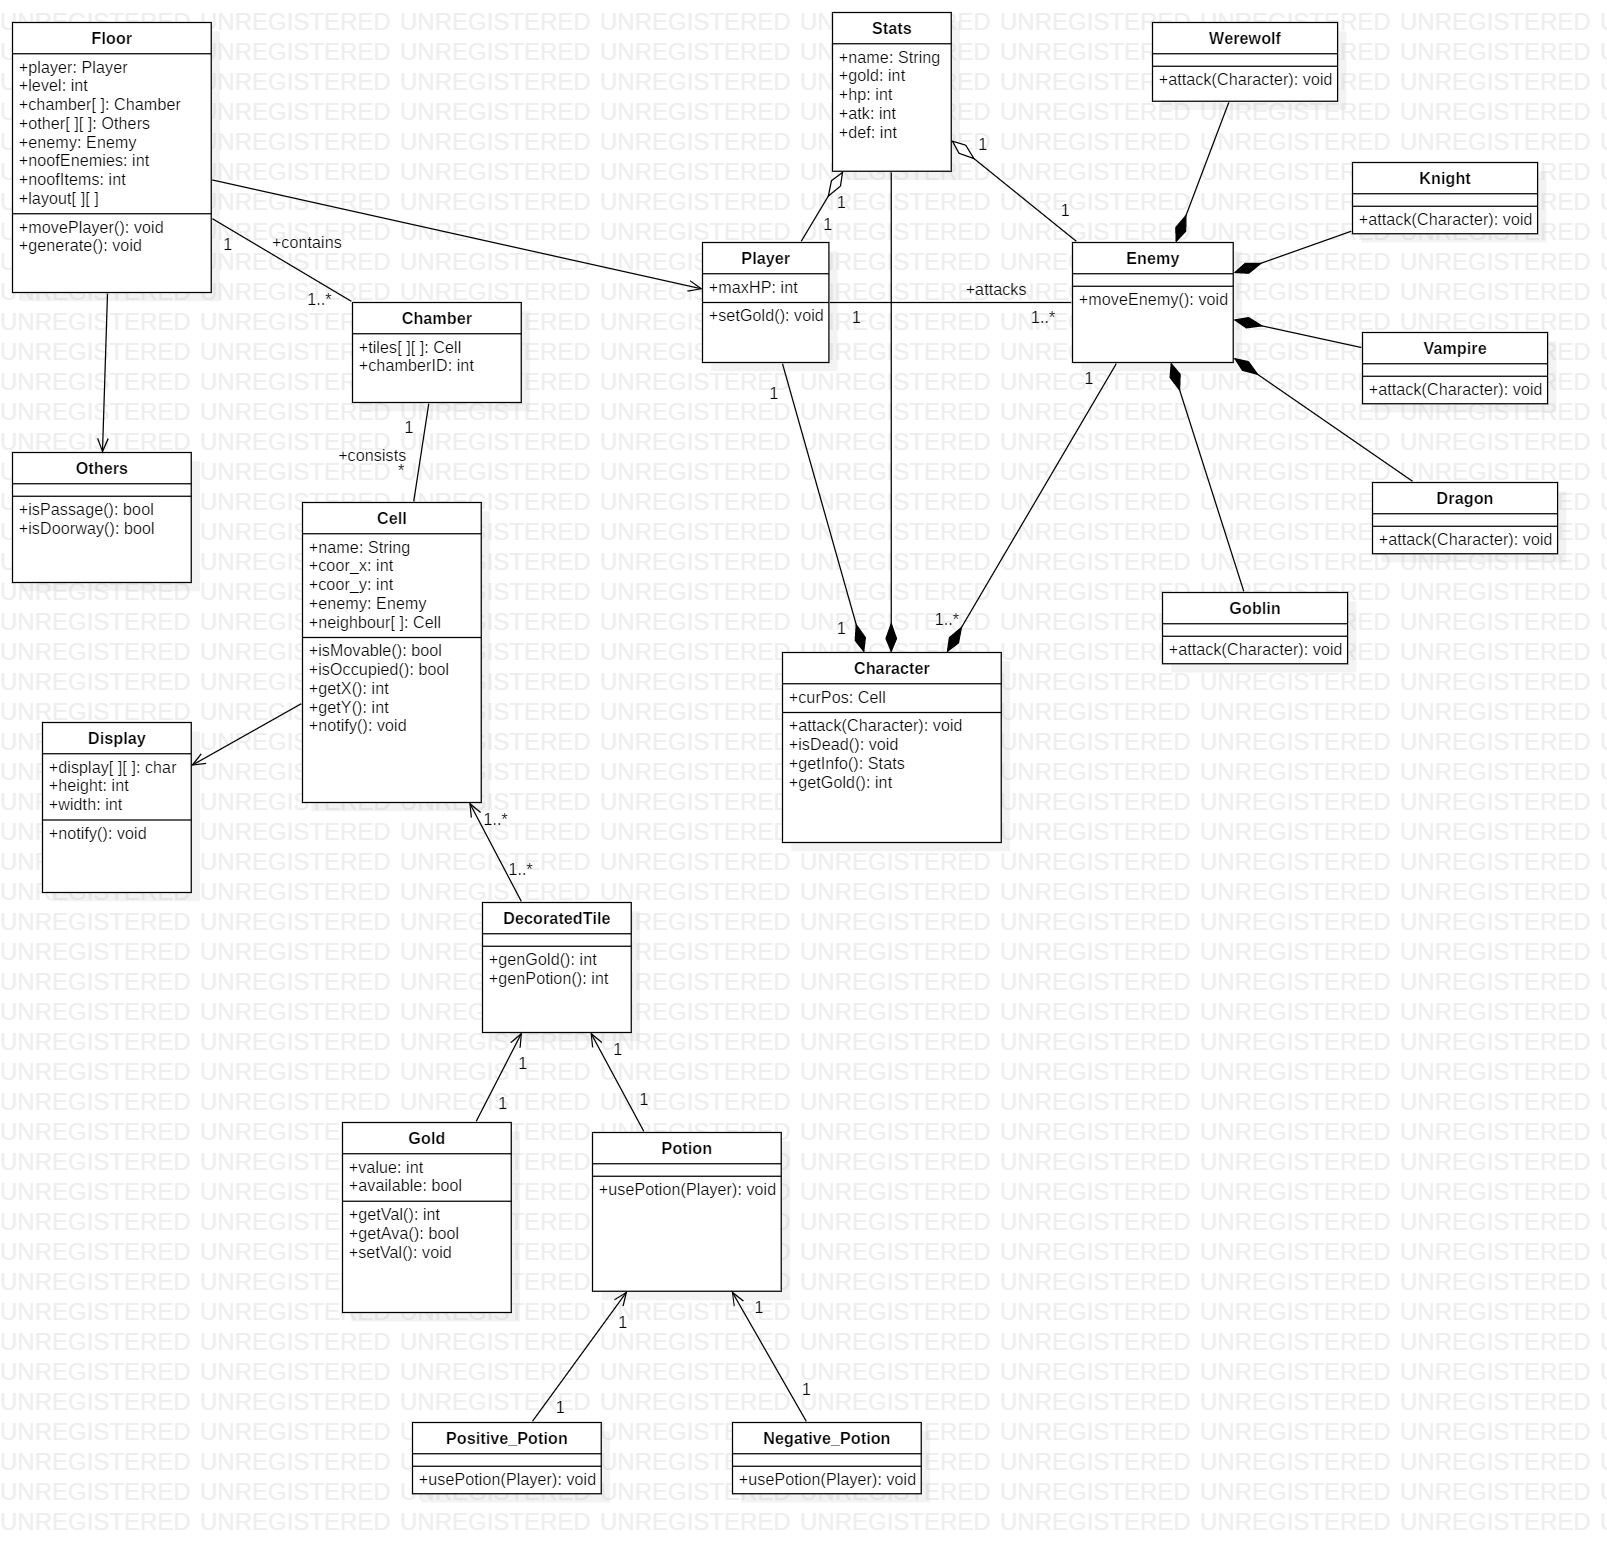 Floor
+player: Player
+level: int
+chamber[ ]: Chamber
+other[ ][ ]: Others
+enemy: Enemy
+noofEnemies: int
+noofItems: int
+layout[ ][ ]
+movePlayer(): void
+generate(): void
Stats
+name: String
+gold: int
+hp: int
+atk: int
+def: int
Werewolf
+attack(Character): void
Knight
+attack(Character): void
1
1
1
1
1
+contains
1..*
Player
+maxHP: int
+setGold(): void
+attacks
1
1..*
Enemy
+moveEnemy(): void
Vampire
+attack(Character): void
Chamber
+tiles[ ][ ]: Cell
+chamberID: int
1
1
1
+consists
*
Others
+isPassage(): bool
+isDoorway(): bool
Dragon
+attack(Character): void
Cell
+name: String
+coor_x: int
+coor_y: int
+enemy: Enemy
+neighbour[ ]: Cell
+isMovable(): bool
+isOccupied(): bool
+getX(): int
+getY(): int
+notify(): void
Goblin
+attack(Character): void
1
1..*
Character
+curPos: Cell
+attack(Character): void
+isDead(): void
+getInfo(): Stats
+getGold(): int
Display
+display[ ][ ]: char
+height: int
+width: int
+notify(): void
1..*
1..*
DecoratedTile
+genGold(): int
+genPotion(): int
1
1
1
1
Gold
+value: int
+available: bool
+getVal(): int
+getAva(): bool
+setVal(): void
Potion
+usePotion(Player): void
1
1
1
1
Positive_Potion
+usePotion(Player): void
Negative_Potion
+usePotion(Player): void
UNREGISTERED